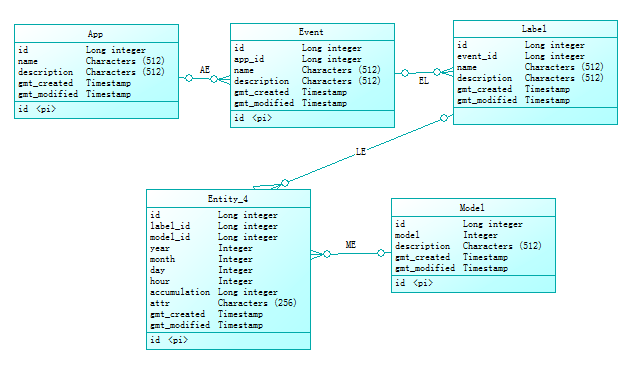 App
id Long integer
name Characters (512)
description Characters (512)
gmt_created Timestamp
gmt_modified Timestamp
id <pi>
AE
Event
id Long integer
app_id Long integer
name Characters (512)
description Characters (512)
gmt_created Timestamp
gmt_modified Timestamp
id <pi>
EL
Label
id Long integer
event_id Long integer
name Characters (512)
description Characters (512)
gmt_created Timestamp
gmt_modified Timestamp
id <pi>
LE
Entity_4
id Long integer
label_id Long integer
model_id Long integer
year Integer
month Integer
day Integer
hour Integer
accumulation Long integer
attr Characters (256)
gmt_created Timestamp
gmt_modified Timestamp
id <pi>
ME
Model
id Long integer
model Integer
description Characters (512)
gmt_created Timestamp
gmt_modified Timestamp
id <pi>